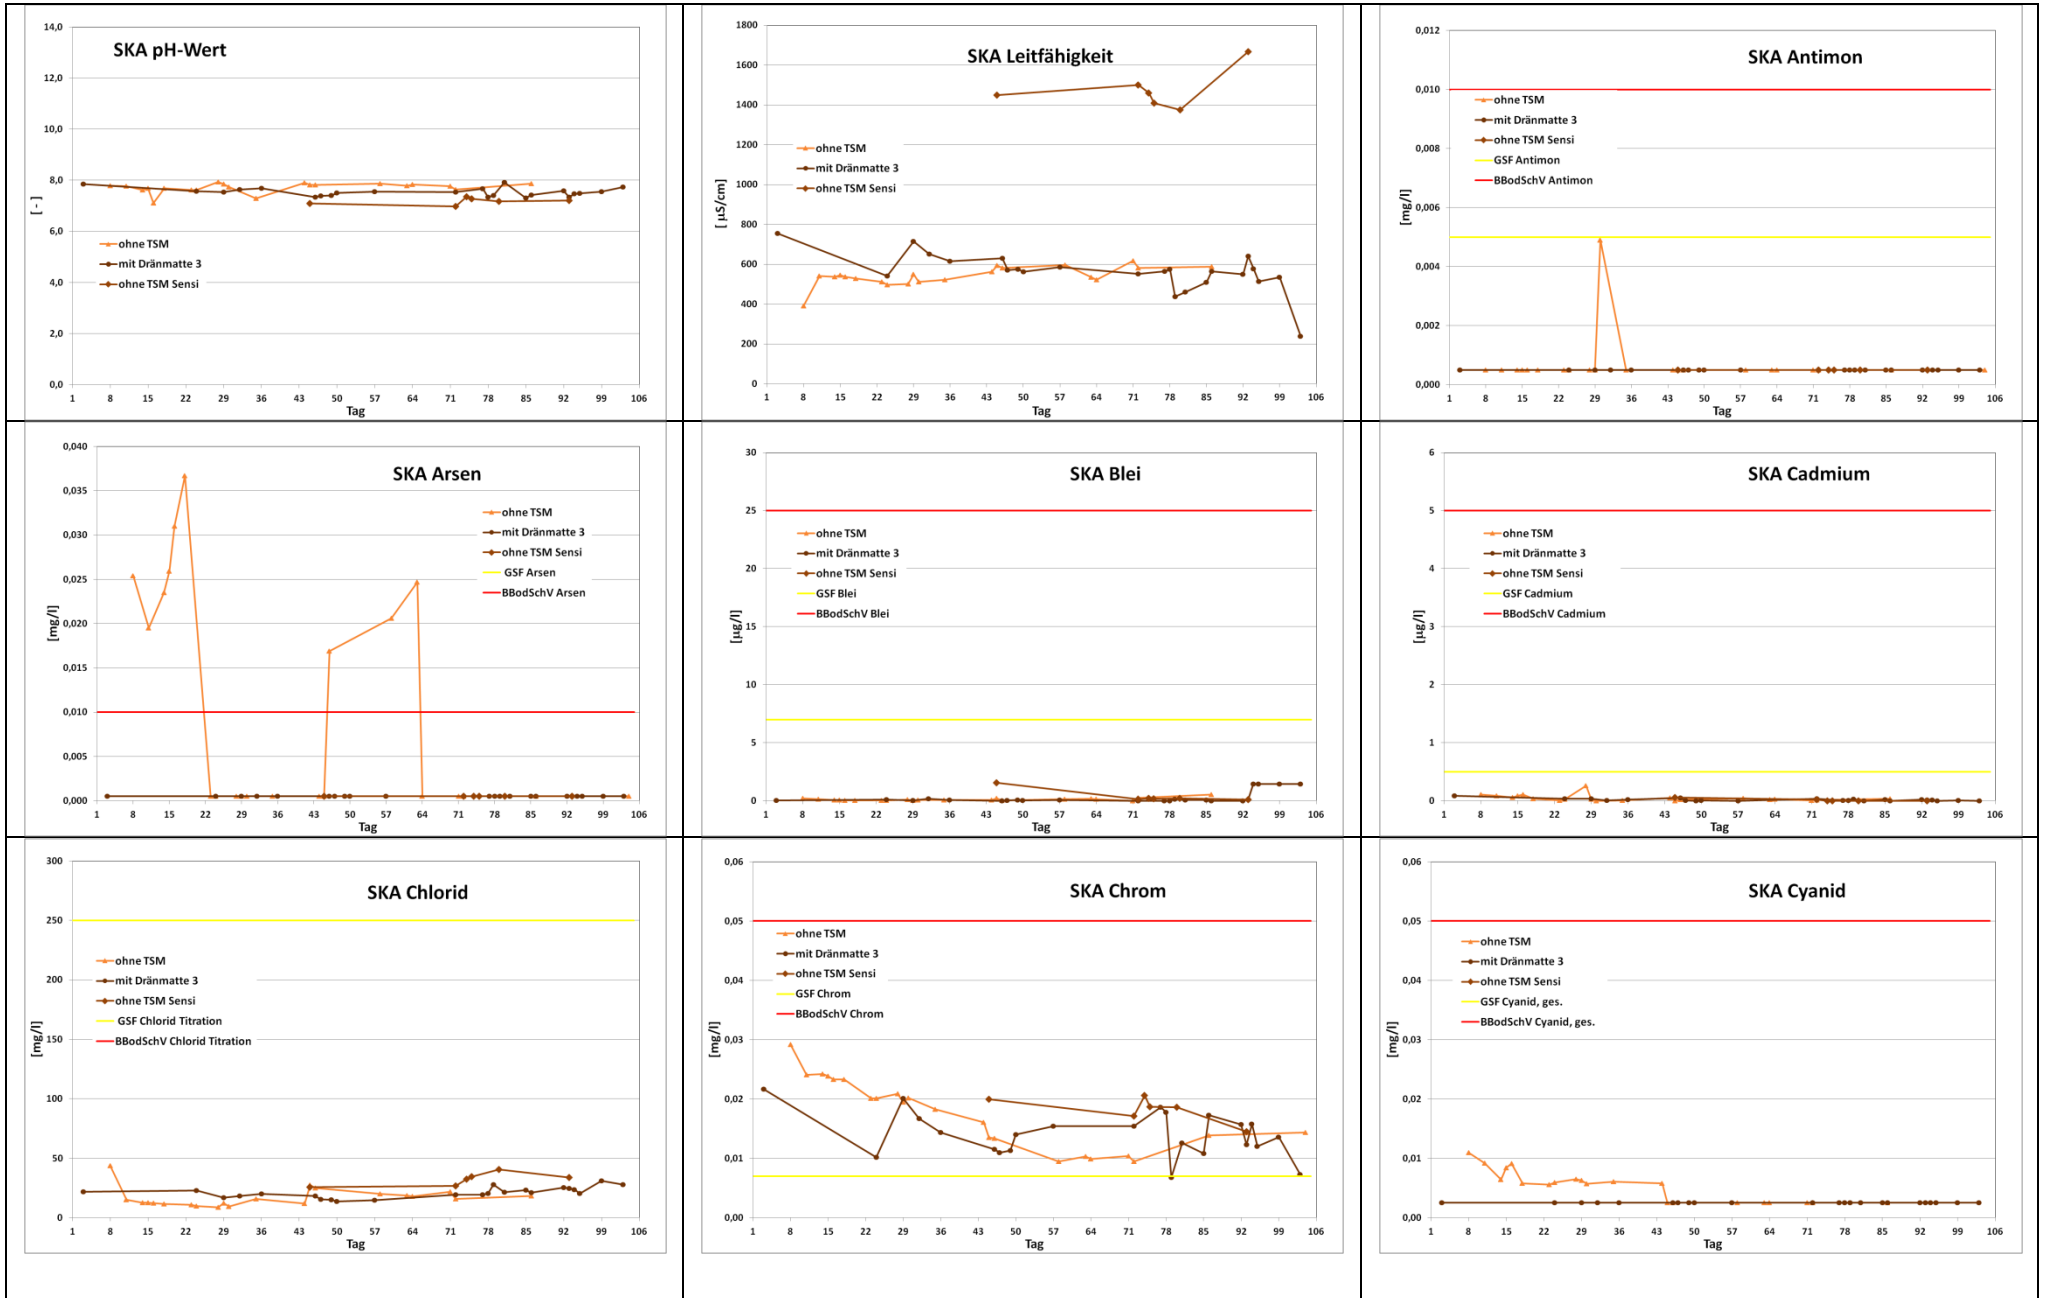 SKA pH-Wert
14,0
12,0
10,0
8,0
6,0
4,0
2,0
0,0
[ - ]
ohne TSM
mit Dränmatte 3
ohne TSM Sensi
1 8 15 22 29 36 43 50 57 64 71 78 85 92 99 106
Tag
SKA Leitfähigkeit
1800
1600
1400
1200
1000
800
600
400
200
0
[ µS/cm]
ohne TSM
mit Dränmatte 3
ohne TSM Sensi
1 8 15 22 29 36 43 50 57 64 71 78 85 92 99 106
Tag
SKA Antimon
0,012
0,010
0,008
0,006
0,004
0,002
0,000
[mg/l]
ohne TSM
mit Dränmatte 3
ohne TSM Sensi
GSF Antimon
BBodSchV Antimon
1 8 15 22 29 36 43 50 57 64 71 78 85 92 99 106
Tag
SKA Arsen
0,040
0,035
0,030
0,025
0,020
0,015
0,010
0,005
0,000
[mg/l]
ohne TSM
mit Dränmatte 3
ohne TSM Sensi
GSF Arsen
BBodSchV Arsen
1 8 15 22 29 36 43 50 57 64 71 78 85 92 99 106
Tag
SKA Blei
30
25
20
15
10
5
0
[µg/l]
ohne TSM
mit Dränmatte 3
ohne TSM Sensi
GSF Blei
BBodSchV Blei
1 8 15 22 29 36 43 50 57 64 71 78 85 92 99 106
Tag
SKA Cadmium
6
5
4
3
2
1
0
[µg/l]
ohne TSM
mit Dränmatte 3
ohne TSM Sensi
GSF Cadmium
BBodSchV Cadmium
1 8 15 22 29 36 43 50 57 64 71 78 85 92 99 106
Tag
SKA Chlorid
300
250
200
150
100
50
0
[mg/l]
ohne TSM
mit Dränmatte 3
ohne TSM Sensi
GSF Chlorid Titration
BBodSchV Chlorid Titration
1 8 15 22 29 36 43 50 57 64 71 78 85 92 99 106
Tag
SKA Chrom
0,06
0,05
0,04
0,03
0,02
0,01
0,00
[mg/l]
ohne TSM
mit Dränmatte 3
ohne TSM Sensi
GSF Chrom
BBodSchV Chrom
1 8 15 22 29 36 43 50 57 64 71 78 85 92 99 106
Tag
SKA Cyanid
0,06
0,05
0,04
0,03
0,02
0,01
0,00
[mg/l]
ohne TSM
mit Dränmatte 3
ohne TSM Sensi
GSF Cyanid, ges.
BBodSchV Cyanid, ges.
1 8 15 22 29 36 43 50 57 64 71 78 85 92 99 106
Tag